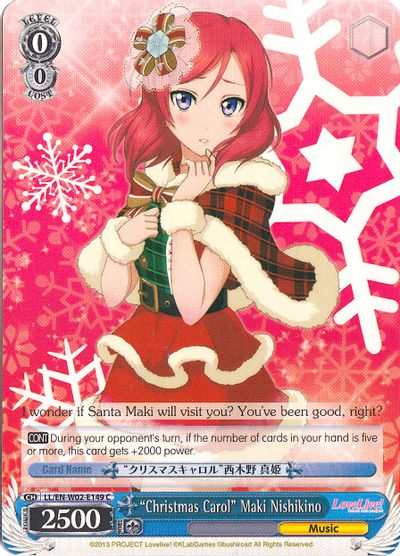 LEVEL
0
0
COST
I wonder if Santa Maki will visit you? You've been good, right?
CONT During your opponent's turn, if the number of cards in your hand is five
or more, this card gets +2000 power.
Card Name
“クリスマスキャロル”西木野 真姫
CH LL/EN-W02-E149 C
“Christmas Carol” Maki Nishikino
LoveLive!
POWER
2500
Music
©2013 PROJECT Lovelive! ©KLabGames ©bushiroad All Rights Reserved.